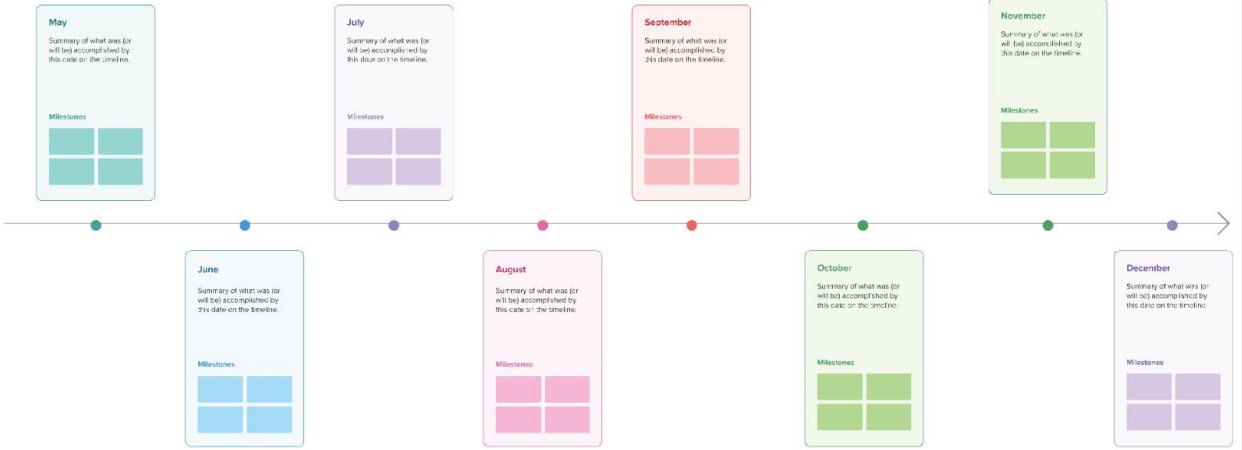 May
Summary of what was (or
will be) accomplished by
this date on the timeline.
Milestones
July
Summary of what was (or
will be) accomplished by
this date on the timeline.
Milestones
September
Summary of what was (or
will be) accomplished by
this date on the timeline.
Milestones
November
Summary of what was (or
will be) accomplished by
this date on the timeline.
Milestones
June
Summary of what was (or
will be) accomplished by
this date on the timeline.
Milestones
August
Summary of what was (or
will be) accomplished by
this date on the timeline.
Milestones
October
Summary of what was (or
will be) accomplished by
this date on the timeline.
Milestones
December
Summary of what was (or
will be) accomplished by
this date on the timeline.
Milestones